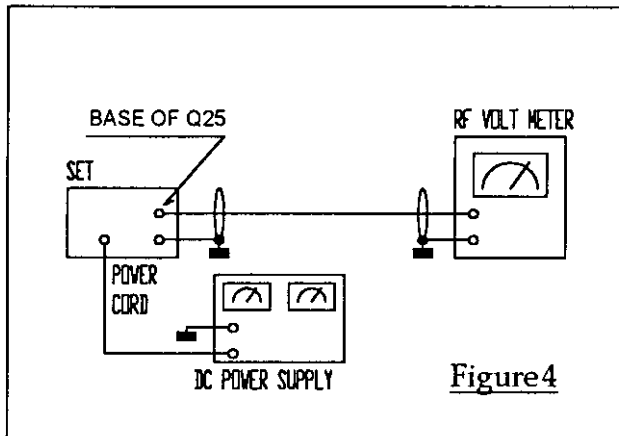 BASE OF Q25
RF VOLT METER
SET
POWER
CORD
DC POWER SUPPLY
Figure4